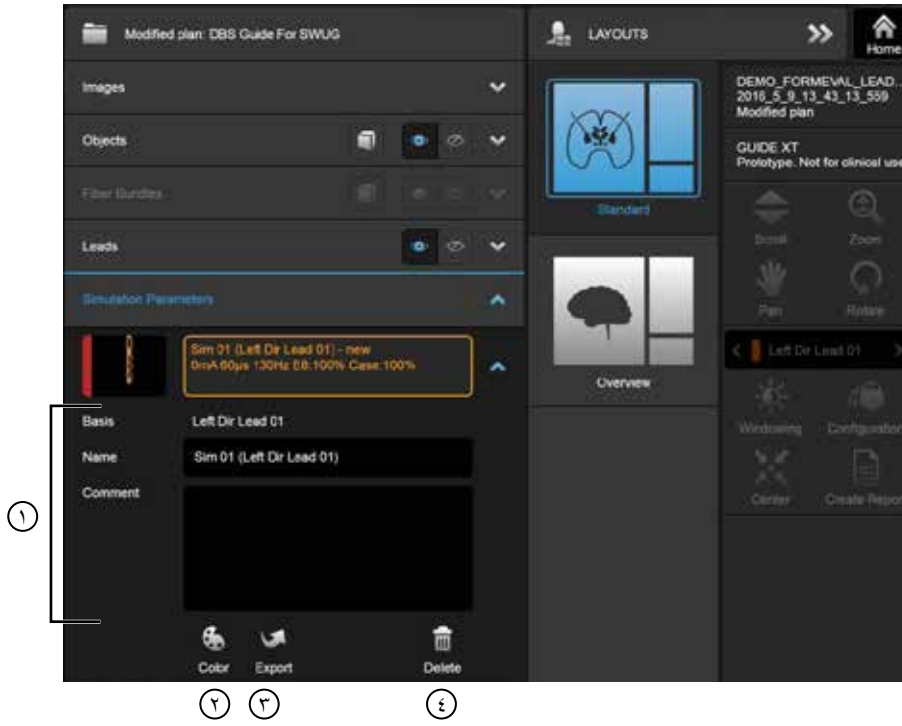 Modified plan: DBS Guide For SWUG
Images
Objects
Fiber Bundles
Leads
Simulation Parameters
Sim 01 (Left Dir Lead 01) - new
0mA 60µs 130Hz E8:100% Case:100%
Basis Left Dir Lead 01
Name Sim 01 (Left Dir Lead 01)
Comment
Color Export Delete
١
٢ ٣ ٤
LAYOUTS
Standard
Overview
Home
DEMO_FORMEVAL_LEAD...
2016_5_9_13_43_13_559
Modified plan
GUIDE XT
Prototype. Not for clinical use
Scroll Zoom
Pan Rotate
Left Dir Lead 01
Windowing Configuration
Center Create Report